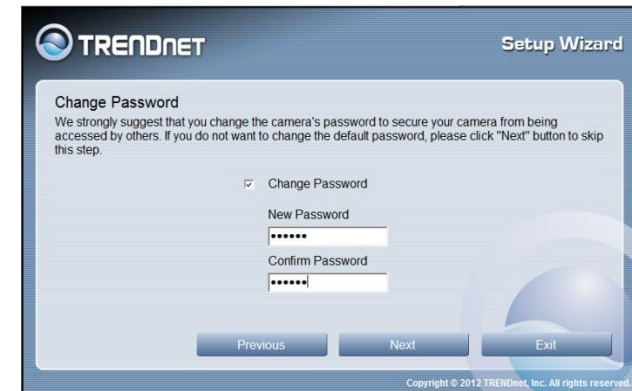 TRENDNET
Setup Wizard
Change Password
We strongly suggest that you change the camera's password to secure your camera from being
accessed by others. If you do not want to change the default password, please click "Next" button to skip
this step.
Change Password
New Password
••••••
Confirm Password
••••••
Previous Next Exit
Copyright © 2012 TRENDnet, Inc. All rights reserved.